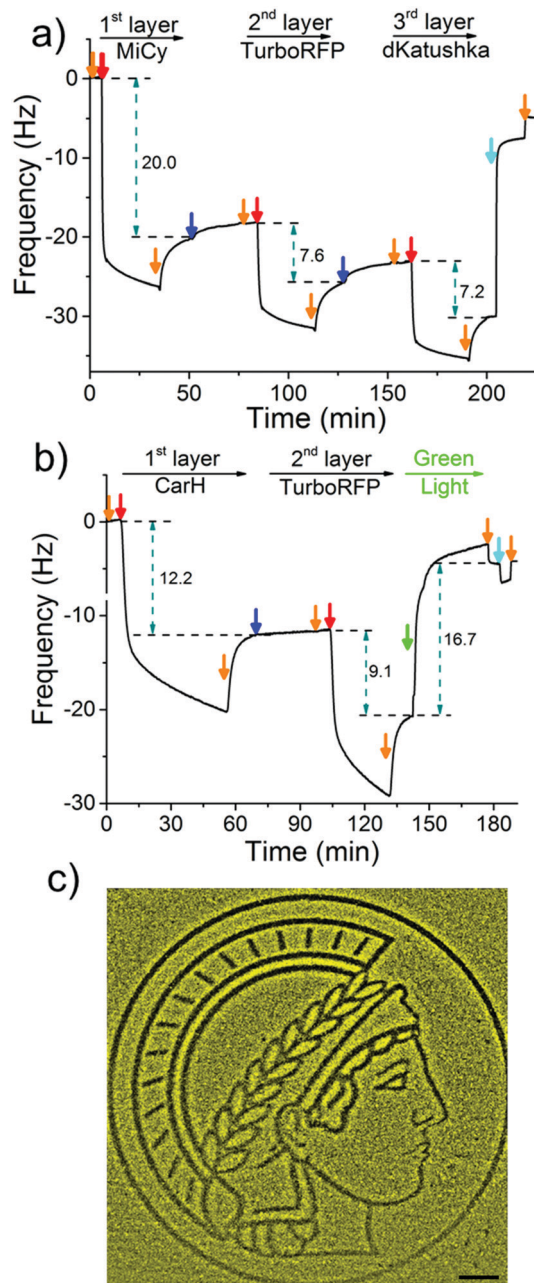 a)
1st layer
MiCy
2nd layer
TurboRFP
3rd layer
dKatushka
Frequency (Hz)
0
-10
-20
-30
20.0
7.6
7.2
0
50
100
150
200
Time (min)
b)
1st layer
CarH
2nd layer
TurboRFP
Green
Light
Frequency (Hz)
0
-10
-20
-30
12.2
9.1
16.7
0
30
60
90
120
150
180
Time (min)
c)